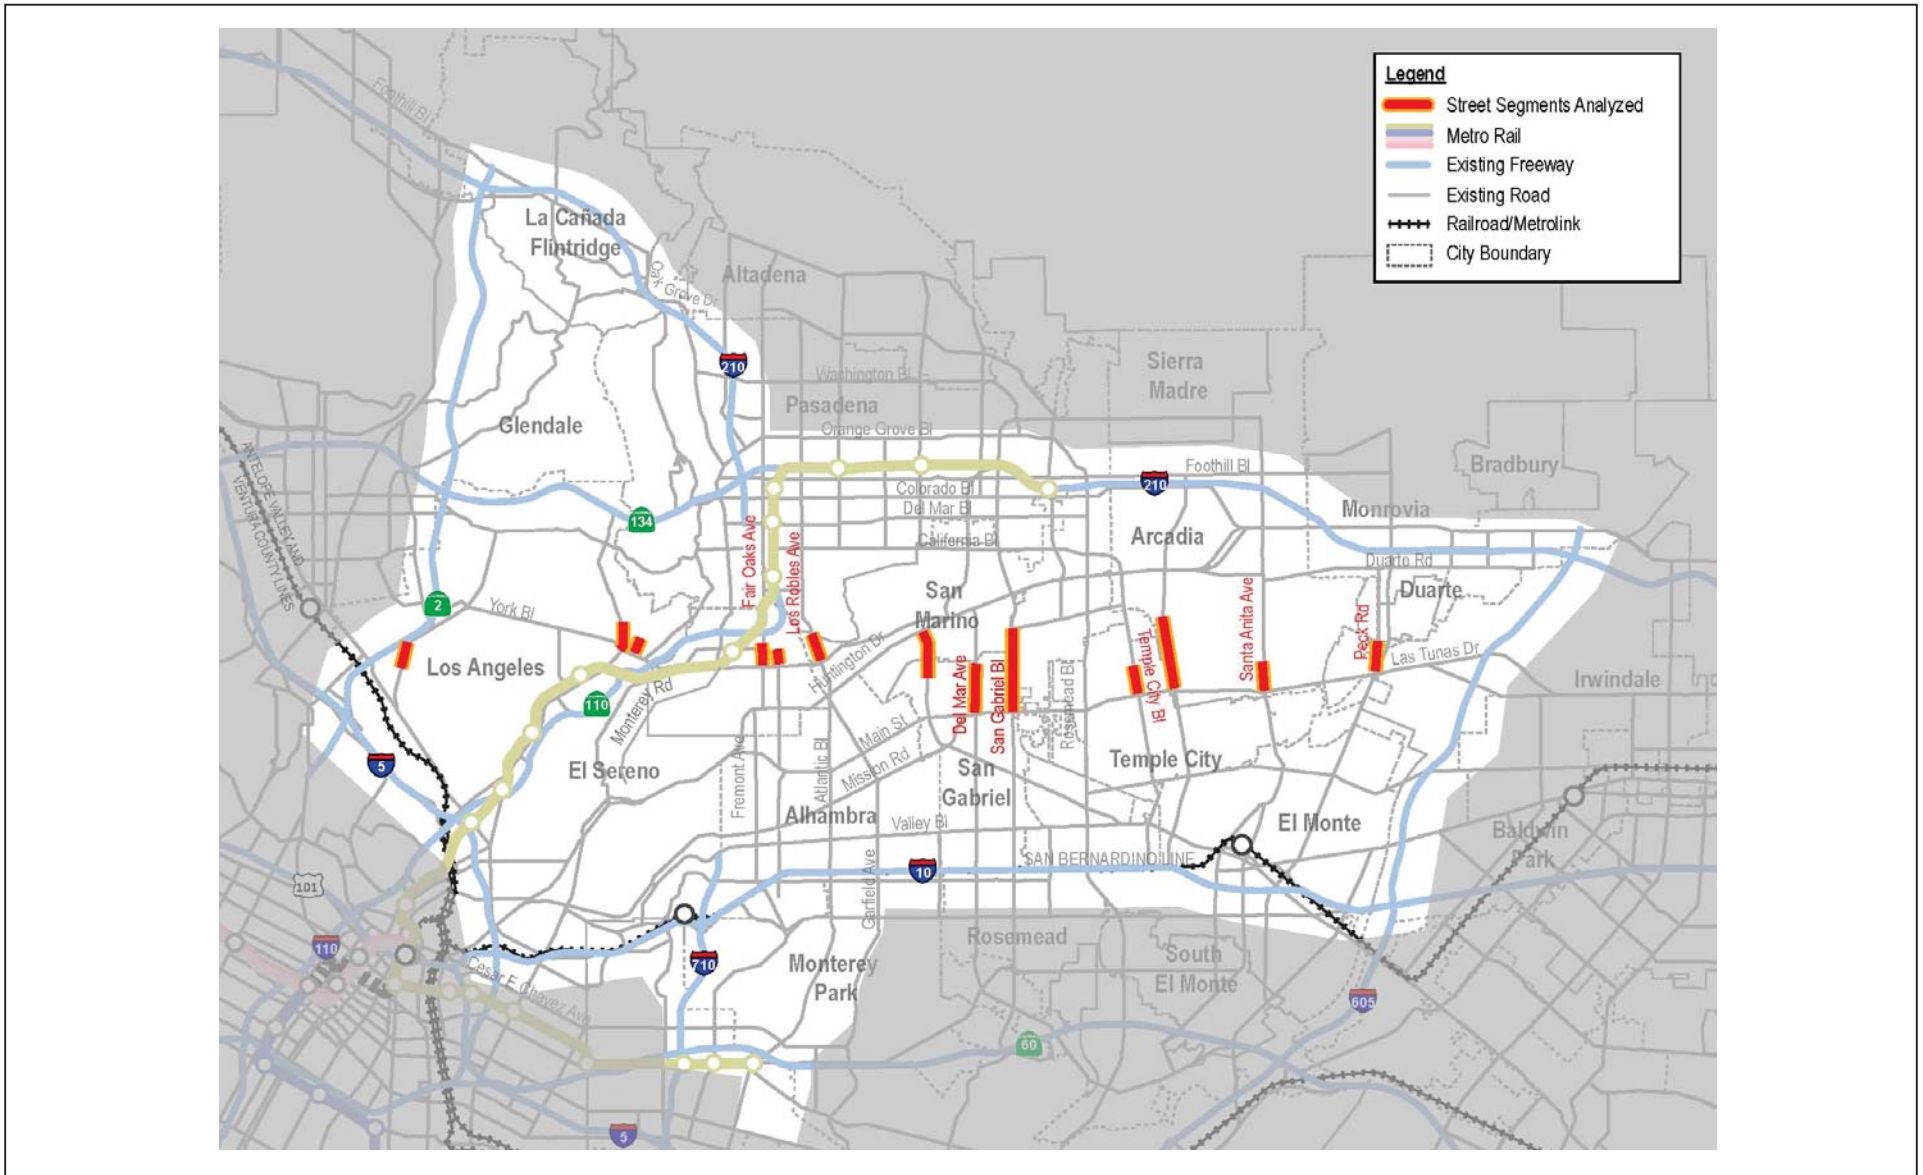 Legend
Street Segments Analyzed
Metro Rail
Existing Freeway
Existing Road
Railroad/Metrolink
City Boundary
Foothill Bl
La Cañada
Flintridge
Oak Grove Dr
Altadena
210
Washington Bl
Sierra
Madre
Pasadena
Glendale
Orange Grove Bl
ANTELOPE VALLEY AND
VENTURA COUNTY LINES
Foothill Bl
Bradbury
210
Colorado Bl
Del Mar Bl
134
Monrovia
Arcadia
California Bl
Duarte Rd
Fair Oaks Ave
Los Robles Ave
San
Marino
Duarte
2
York Bl
Santa Anita Ave
Peck Rd
Los Angeles
Huntington Dr
Las Tunas Dr
Temple City Bl
Del Mar Ave
San Gabriel Bl
Rosemead Bl
Irwindale
110
Monterey Rd
Main St
5
El Sereno
Fremont Ave
Atlantic Bl
Mission Rd
San
Gabriel
Temple City
Alhambra
Valley Bl
El Monte
Baldwin
Park
SAN BERNARDINO LINE
10
Garfield Ave
101
110
Rosemead
710
Cesar E Chavez Ave
Monterey
Park
South
El Monte
605
60
5